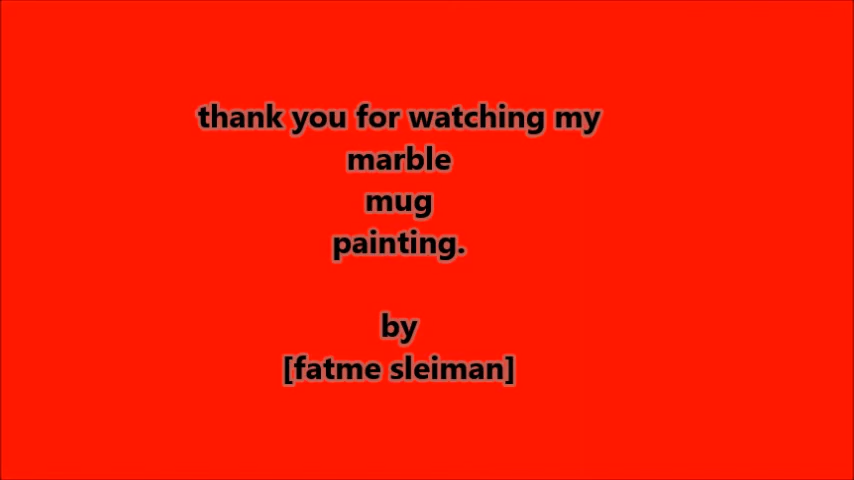 thank you for watching my
marble
mug
painting.
by
[fatme sleiman]